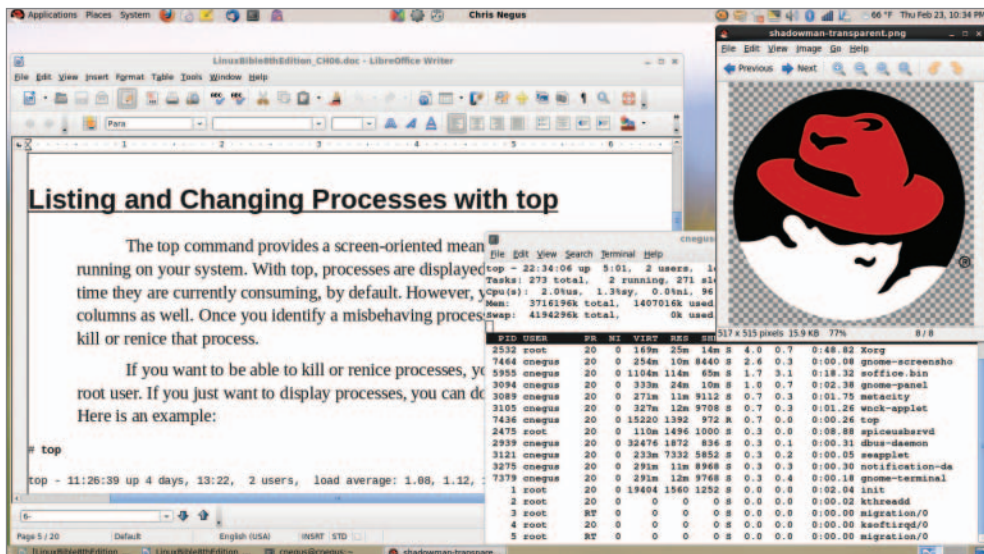 Applications Places System
Chris Negus
66 °F Thu Feb 23, 10:34 PM
LinuxBible8thEdition_CH06.doc - LibreOffice Writer
File Edit View Insert Format Table Tools Window Help
Para
1 2 3 4 5 6
Listing and Changing Processes with top
The top command provides a screen-oriented mean
running on your system. With top, processes are displayed
time they are currently consuming, by default. However, y
columns as well. Once you identify a misbehaving proces
kill or renice that process.
If you want to be able to kill or renice processes, yo
root user. If you just want to display processes, you can do
Here is an example:
# top
top - 11:26:39 up 4 days, 13:22, 2 users, load average: 1.08, 1.12,
6-
Page 5 / 20 Default English (USA) INSRT STD
shadowman-transparent.png
File Edit View Image Go Help
Previous Next
517 x 515 pixels 15.9 KB 77% 8 / 8
cnegus
File Edit View Search Terminal Help
top - 22:34:06 up 5:01, 2 users,
Tasks: 273 total, 2 running, 271
Cpu(s): 2.0%us, 1.3%sy, 0.0%ni, 96
Mem: 3716196k total, 1407016k used
Swap: 4194296k total, 0k used
PID USER PR NI VIRT RES
2532 root 20 0 169m 25m 14m S 4.0 0.7 0:48.82 Xorg
7464 cnegus 20 0 254m 10m 8440 S 2.6 0.3 0:00.08 gnome-screensho
5955 cnegus 20 0 1104m 114m 65m S 1.7 3.1 0:18.32 soffice.bin
3094 cnegus 20 0 333m 24m 10m S 1.0 0.7 0:02.38 gnome-panel
3089 cnegus 20 0 271m 11m 9112 S 0.7 0.3 0:01.75 metacity
3105 cnegus 20 0 327m 12m 9708 S 0.7 0.3 0:01.26 wnck-applet
7436 cnegus 20 0 15220 1392 972 R 0.7 0.0 0:00.26 top
2475 root 20 0 110m 1496 1000 S 0.3 0.0 0:08.88 spiceusbsrvd
2939 cnegus 20 0 32476 1872 836 S 0.3 0.1 0:00.31 dbus-daemon
3121 cnegus 20 0 233m 7332 5852 S 0.3 0.2 0:00.05 seapplet
3275 cnegus 20 0 291m 11m 8968 S 0.3 0.3 0:00.30 notification-da
7379 cnegus 20 0 291m 12m 9768 S 0.3 0.4 0:00.18 gnome-terminal
1 root 20 0 19404 1560 1252 S 0.0 0.0 0:02.04 init
2 root 20 0 0 0 0 S 0.0 0.0 0:00.02 kthreadd
3 root RT 0 0 0 0 S 0.0 0.0 0:00.00 migration/0
4 root 20 0 0 0 0 S 0.0 0.0 0:00.00 ksoftirqd/0
5 root RT 0 0 0 0 S 0.0 0.0 0:00.00 migration/0
[LinuxBible8thEdition LinuxBible8thEdition cnegus@cnegus:~ shadowman-transpare